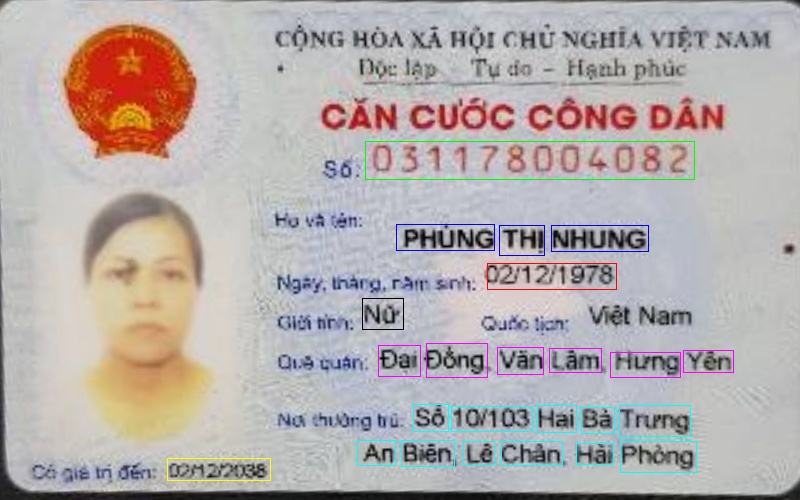 CỘNG HÒA XÃ HỘI CHỦ NGHĨA VIỆT NAM
Độc lập Tự do - Hạnh phúc
CĂN CƯỚC CÔNG DÂN
Số: 031178004082
Họ và tên:
PHÙNG THỊ NHUNG
Ngày, tháng, năm sinh: 02/12/1978
Giới tính: Nữ Quốc tịch: Việt Nam
Quê quán: Đại Đồng, Văn Lâm, Hưng Yên
Nơi thường trú: Số 10/103 Hai Bà Trưng
An Biên, Lê Chân, Hải Phòng
Có giá trị đến: 02/12/2038